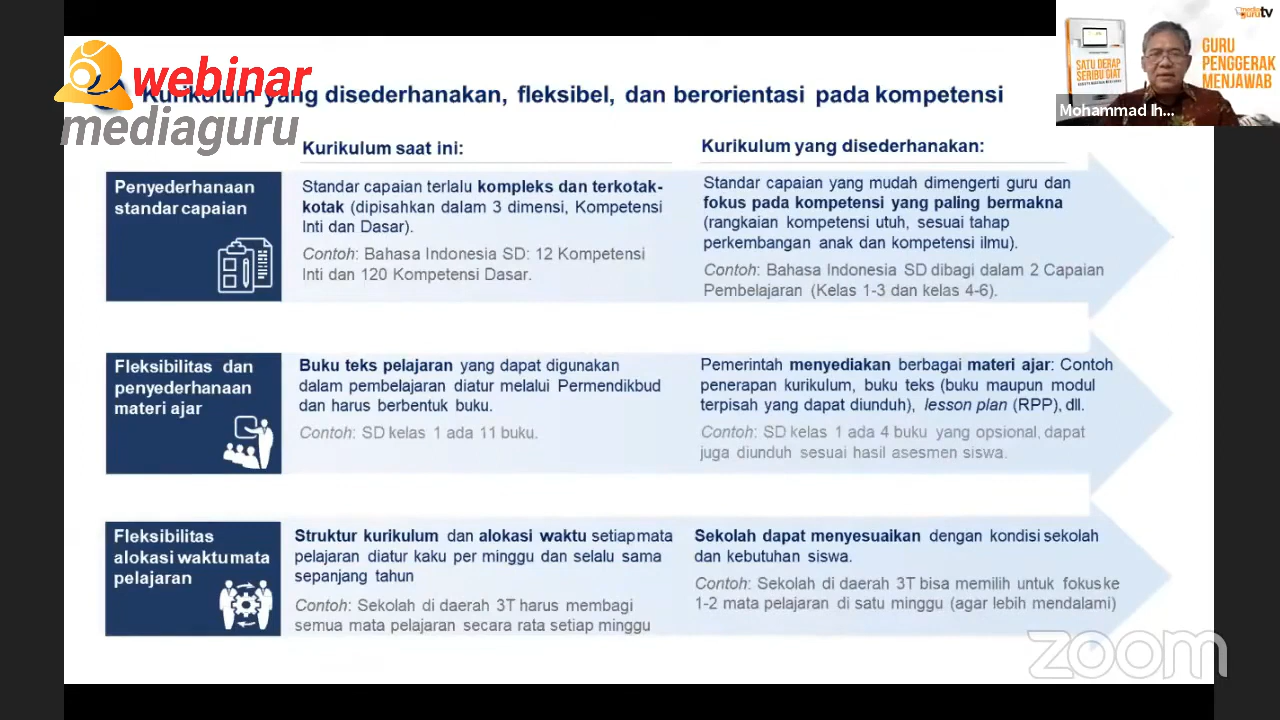 webinar
mediaguru
Kurikulum yang disederhanakan, fleksibel, dan berorientasi pada kompetensi
media
gurutv
SATU DERAP
SERIBU GIAT
GURU
PENGGERAK
MENJAWAB
Mohammad Ih...
Kurikulum saat ini:
Kurikulum yang disederhanakan:
Penyederhanaan
standar capaian
Standar capaian terlalu kompleks dan terkotak-
kotak (dipisahkan dalam 3 dimensi, Kompetensi
Inti dan Dasar).
Contoh: Bahasa Indonesia SD: 12 Kompetensi
Inti dan 120 Kompetensi Dasar.
Standar capaian yang mudah dimengerti guru dan
fokus pada kompetensi yang paling bermakna
(rangkaian kompetensi utuh, sesuai tahap
perkembangan anak dan kompetensi ilmu).
Contoh: Bahasa Indonesia SD dibagi dalam 2 Capaian
Pembelajaran (Kelas 1-3 dan kelas 4-6).
Fleksibilitas dan
penyederhanaan
materi ajar
Buku teks pelajaran yang dapat digunakan
dalam pembelajaran diatur melalui Permendikbud
dan harus berbentuk buku.
Contoh: SD kelas 1 ada 11 buku.
Pemerintah menyediakan berbagai materi ajar: Contoh
penerapan kurikulum, buku teks (buku maupun modul
terpisah yang dapat diunduh), lesson plan (RPP), dll.
Contoh: SD kelas 1 ada 4 buku yang opsional, dapat
juga diunduh sesuai hasil asesmen siswa.
Fleksibilitas
alokasi waktu mata
pelajaran
Struktur kurikulum dan alokasi waktu setiap mata
pelajaran diatur kaku per minggu dan selalu sama
sepanjang tahun
Contoh: Sekolah di daerah 3T harus membagi
semua mata pelajaran secara rata setiap minggu
Sekolah dapat menyesuaikan dengan kondisi sekolah
dan kebutuhan siswa.
Contoh: Sekolah di daerah 3T bisa memilih untuk fokus ke
1-2 mata pelajaran di satu minggu (agar lebih mendalami)
zoom